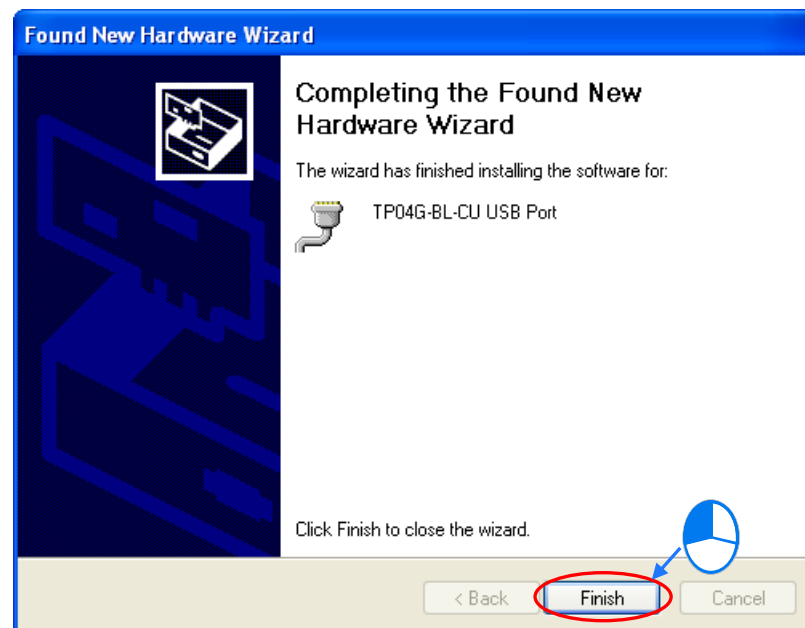 Found New Hardware Wizard
Completing the Found New
Hardware Wizard
The wizard has finished installing the software for:
TP04G-BL-CU USB Port
Click Finish to close the wizard.
< Back
Finish
Cancel